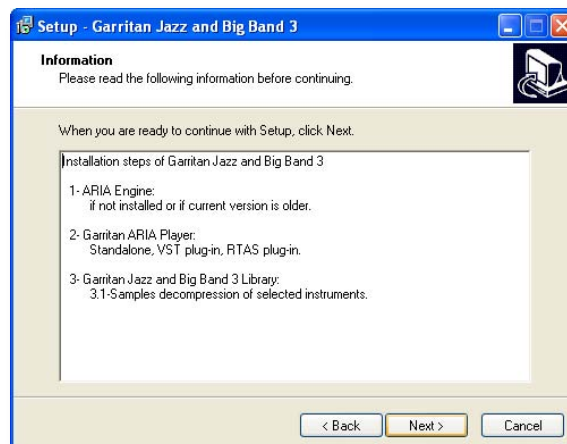 Setup - Garritan Jazz and Big Band 3
Information
Please read the following information before continuing.
When you are ready to continue with Setup, click Next.
Installation steps of Garritan Jazz and Big Band 3
1- ARIA Engine:
if not installed or if current version is older.
2- Garritan ARIA Player:
Standalone, VST plug-in, RTAS plug-in.
3- Garritan Jazz and Big Band 3 Library:
3.1-Samples decompression of selected instruments.
< Back Next > Cancel